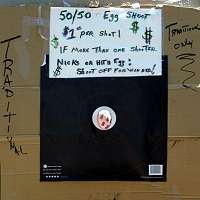 50/50 Egg Shoot
$1⁰⁰ per Shot!
If more than one shooter
Nicks or hits Egg:
Shoot off for winner!
Traditional
only
TRADITIONAL